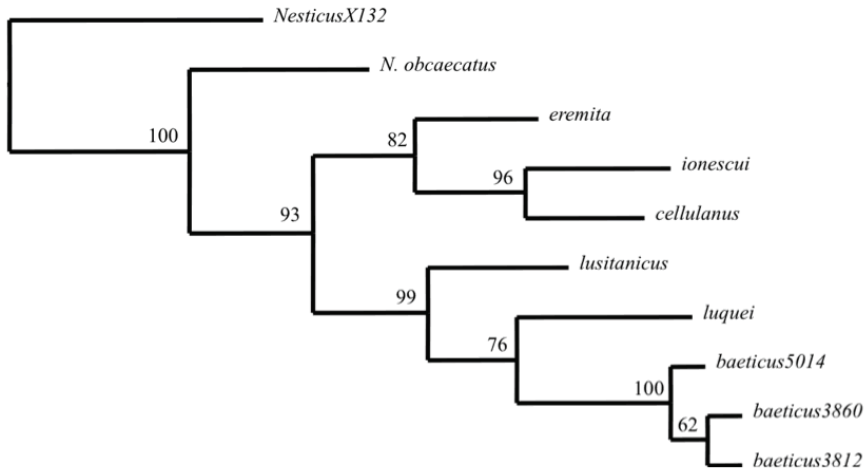 NesticusX132
N. obcaecatus
eremita
82
100
ionescui
96
cellulanus
93
lusitanicus
99
luquei
76
baeticus5014
100
baeticus3860
62
baeticus3812